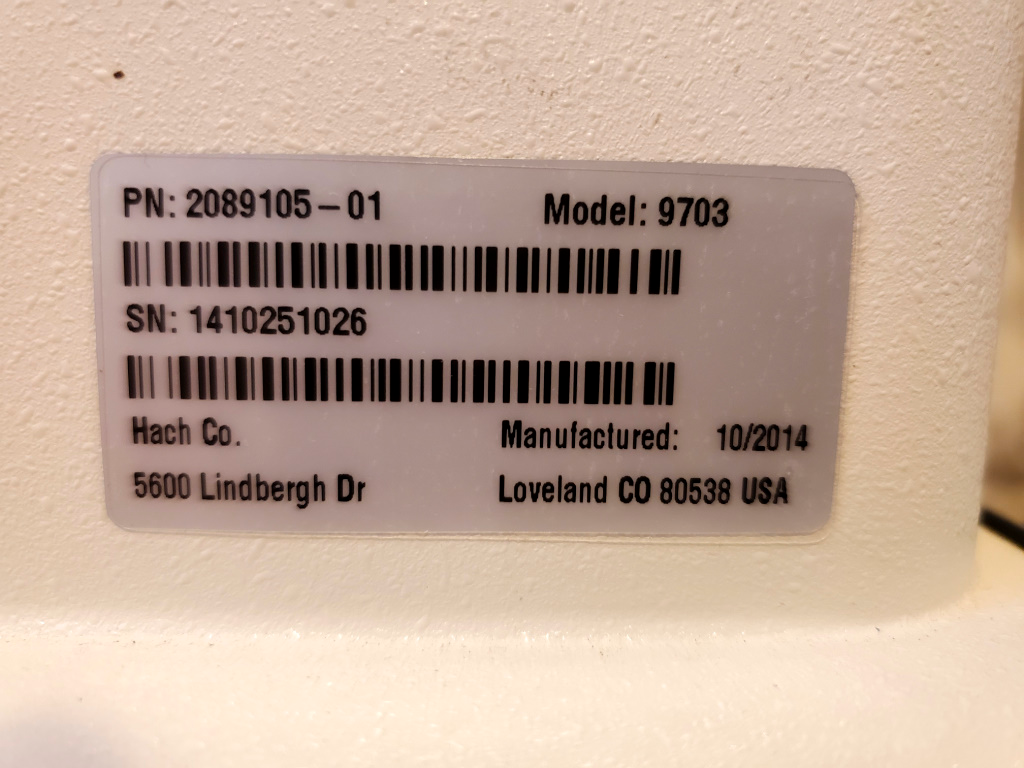 PN: 2089105-01 Model: 9703
SN: 1410251026
Hach Co. Manufactured: 10/2014
5600 Lindbergh Dr Loveland CO 80538 USA